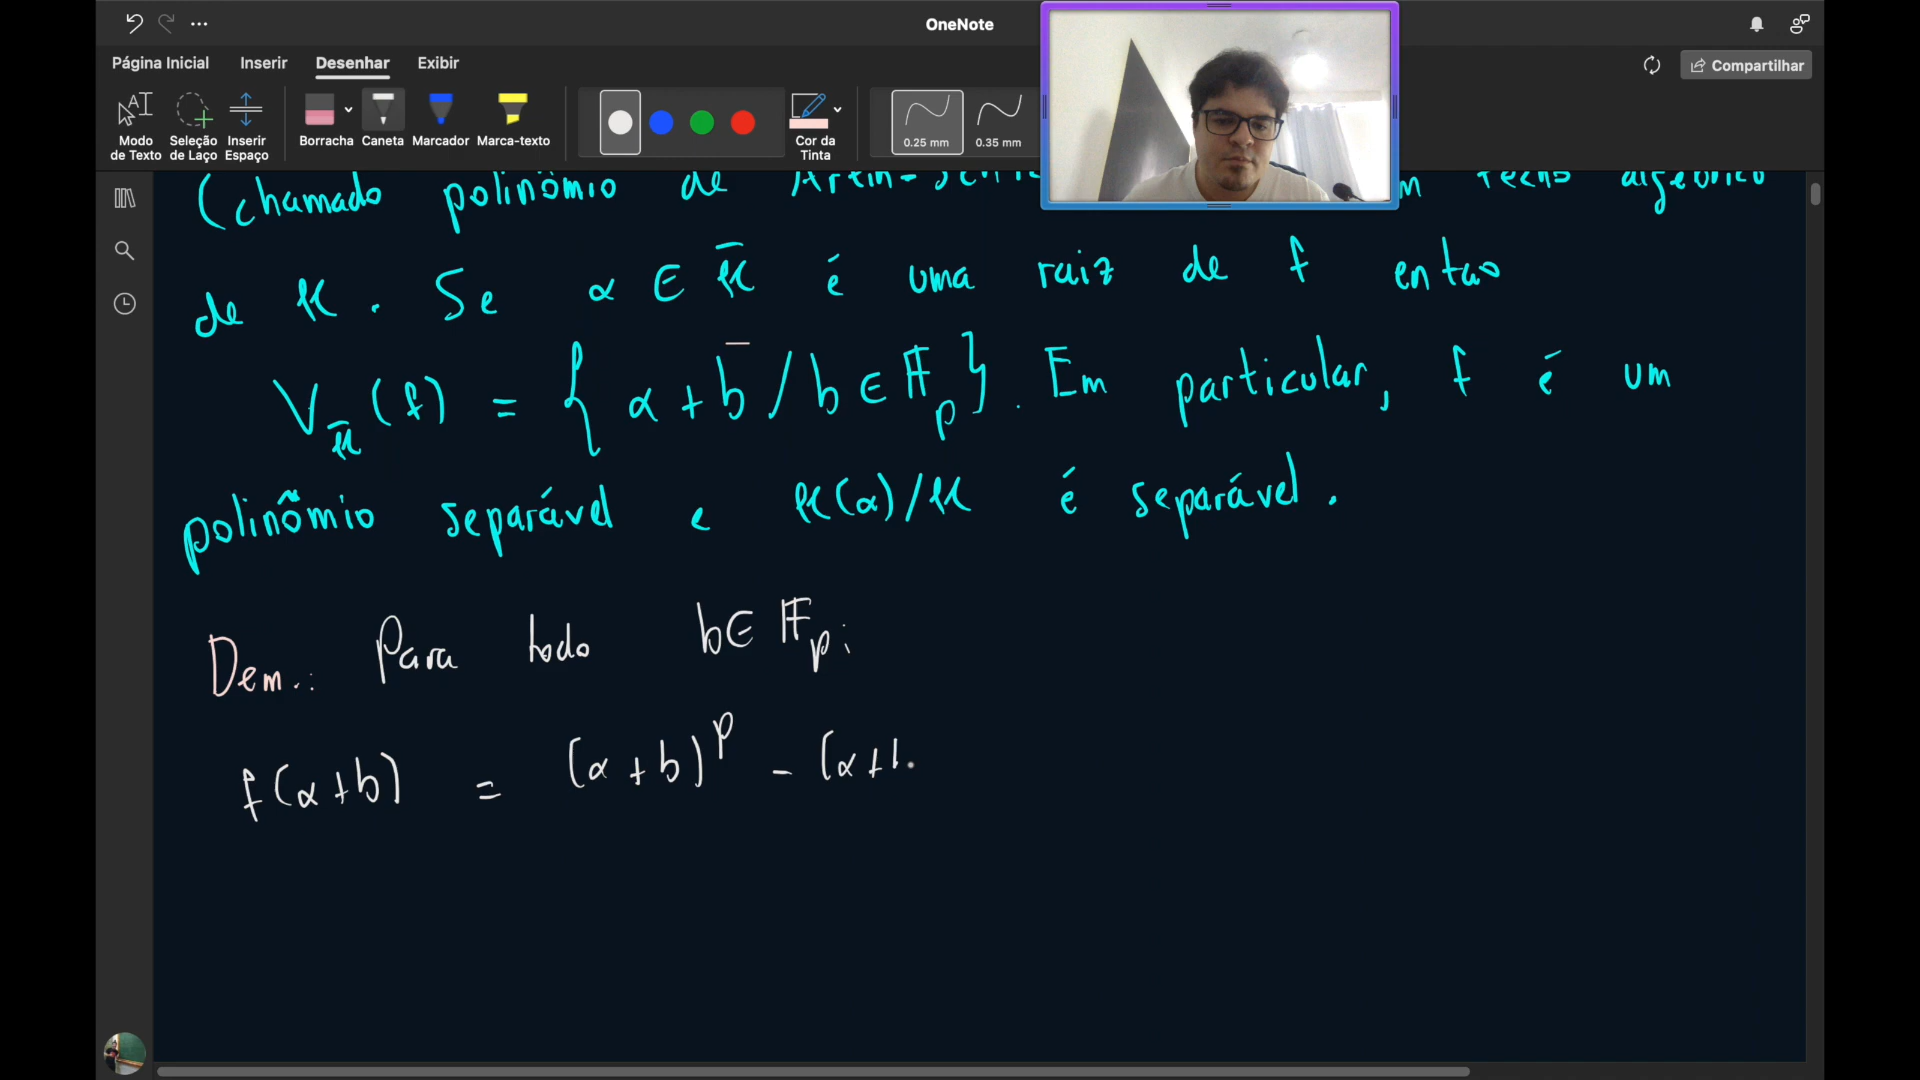 OneNote
Página Inicial Inserir Desenhar Exibir
Compartilhar
Modo de Texto Seleção de Laço Inserir Espaço Borracha Caneta Marcador Marca-texto Cor da Tinta 0.25 mm 0.35 mm
(chamado polinômio de algébrico
de K. Se α ∈ K̄ é uma raiz de f entao
V_K̄(f) = { α + b / b ∈ 𝔽_p }. Em particular, f é um
polinômio separável e K(α)/K é separável.
Dem.: Para todo b ∈ 𝔽_p:
f(α+b) = (α+b)^p - (α+